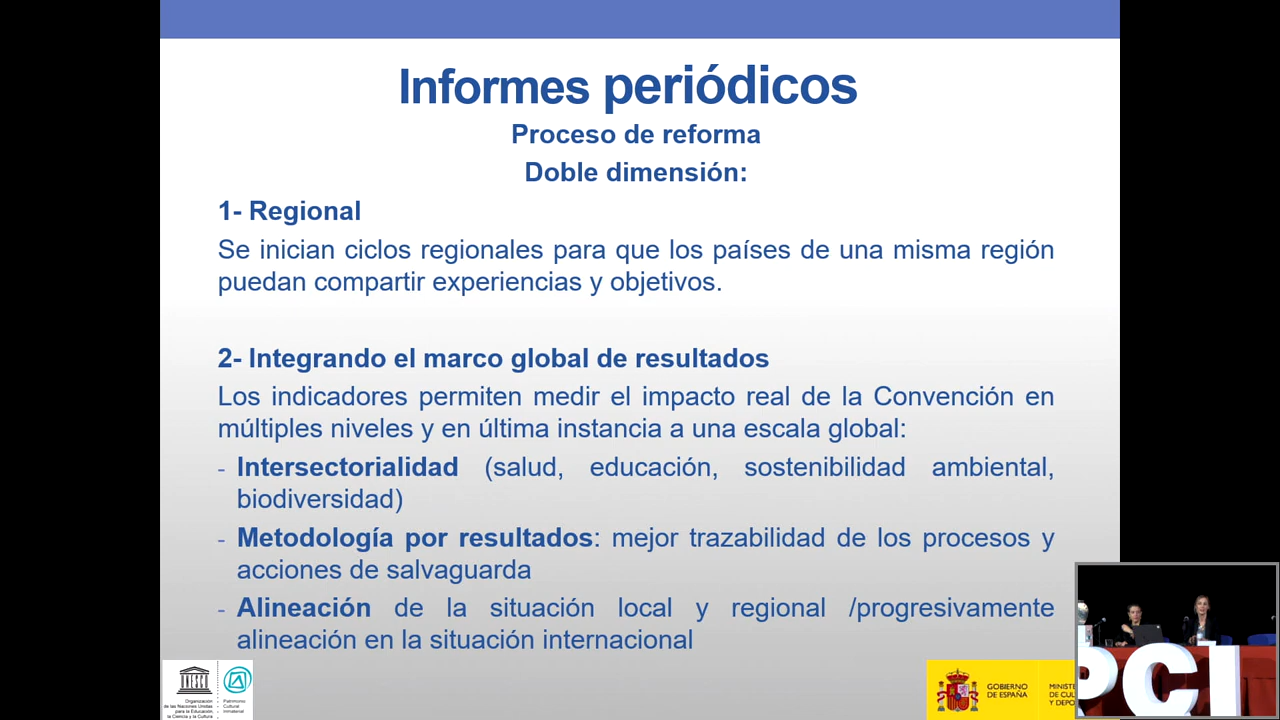 Informes periódicos
Proceso de reforma
Doble dimensión:
1- Regional
Se inician ciclos regionales para que los países de una misma región
puedan compartir experiencias y objetivos.
2- Integrando el marco global de resultados
Los indicadores permiten medir el impacto real de la Convención en
múltiples niveles y en última instancia a una escala global:
- Intersectorialidad (salud, educación, sostenibilidad ambiental,
biodiversidad)
- Metodología por resultados: mejor trazabilidad de los procesos y
acciones de salvaguarda
- Alineación de la situación local y regional /progresivamente
alineación en la situación internacional
UNESCO
Organización
de las Naciones Unidas
para la Educación,
la Ciencia y la Cultura
Patrimonio
Cultural
Inmaterial
GOBIERNO
DE ESPAÑA
MINISTE
DE CUL
Y DEPO
PCI